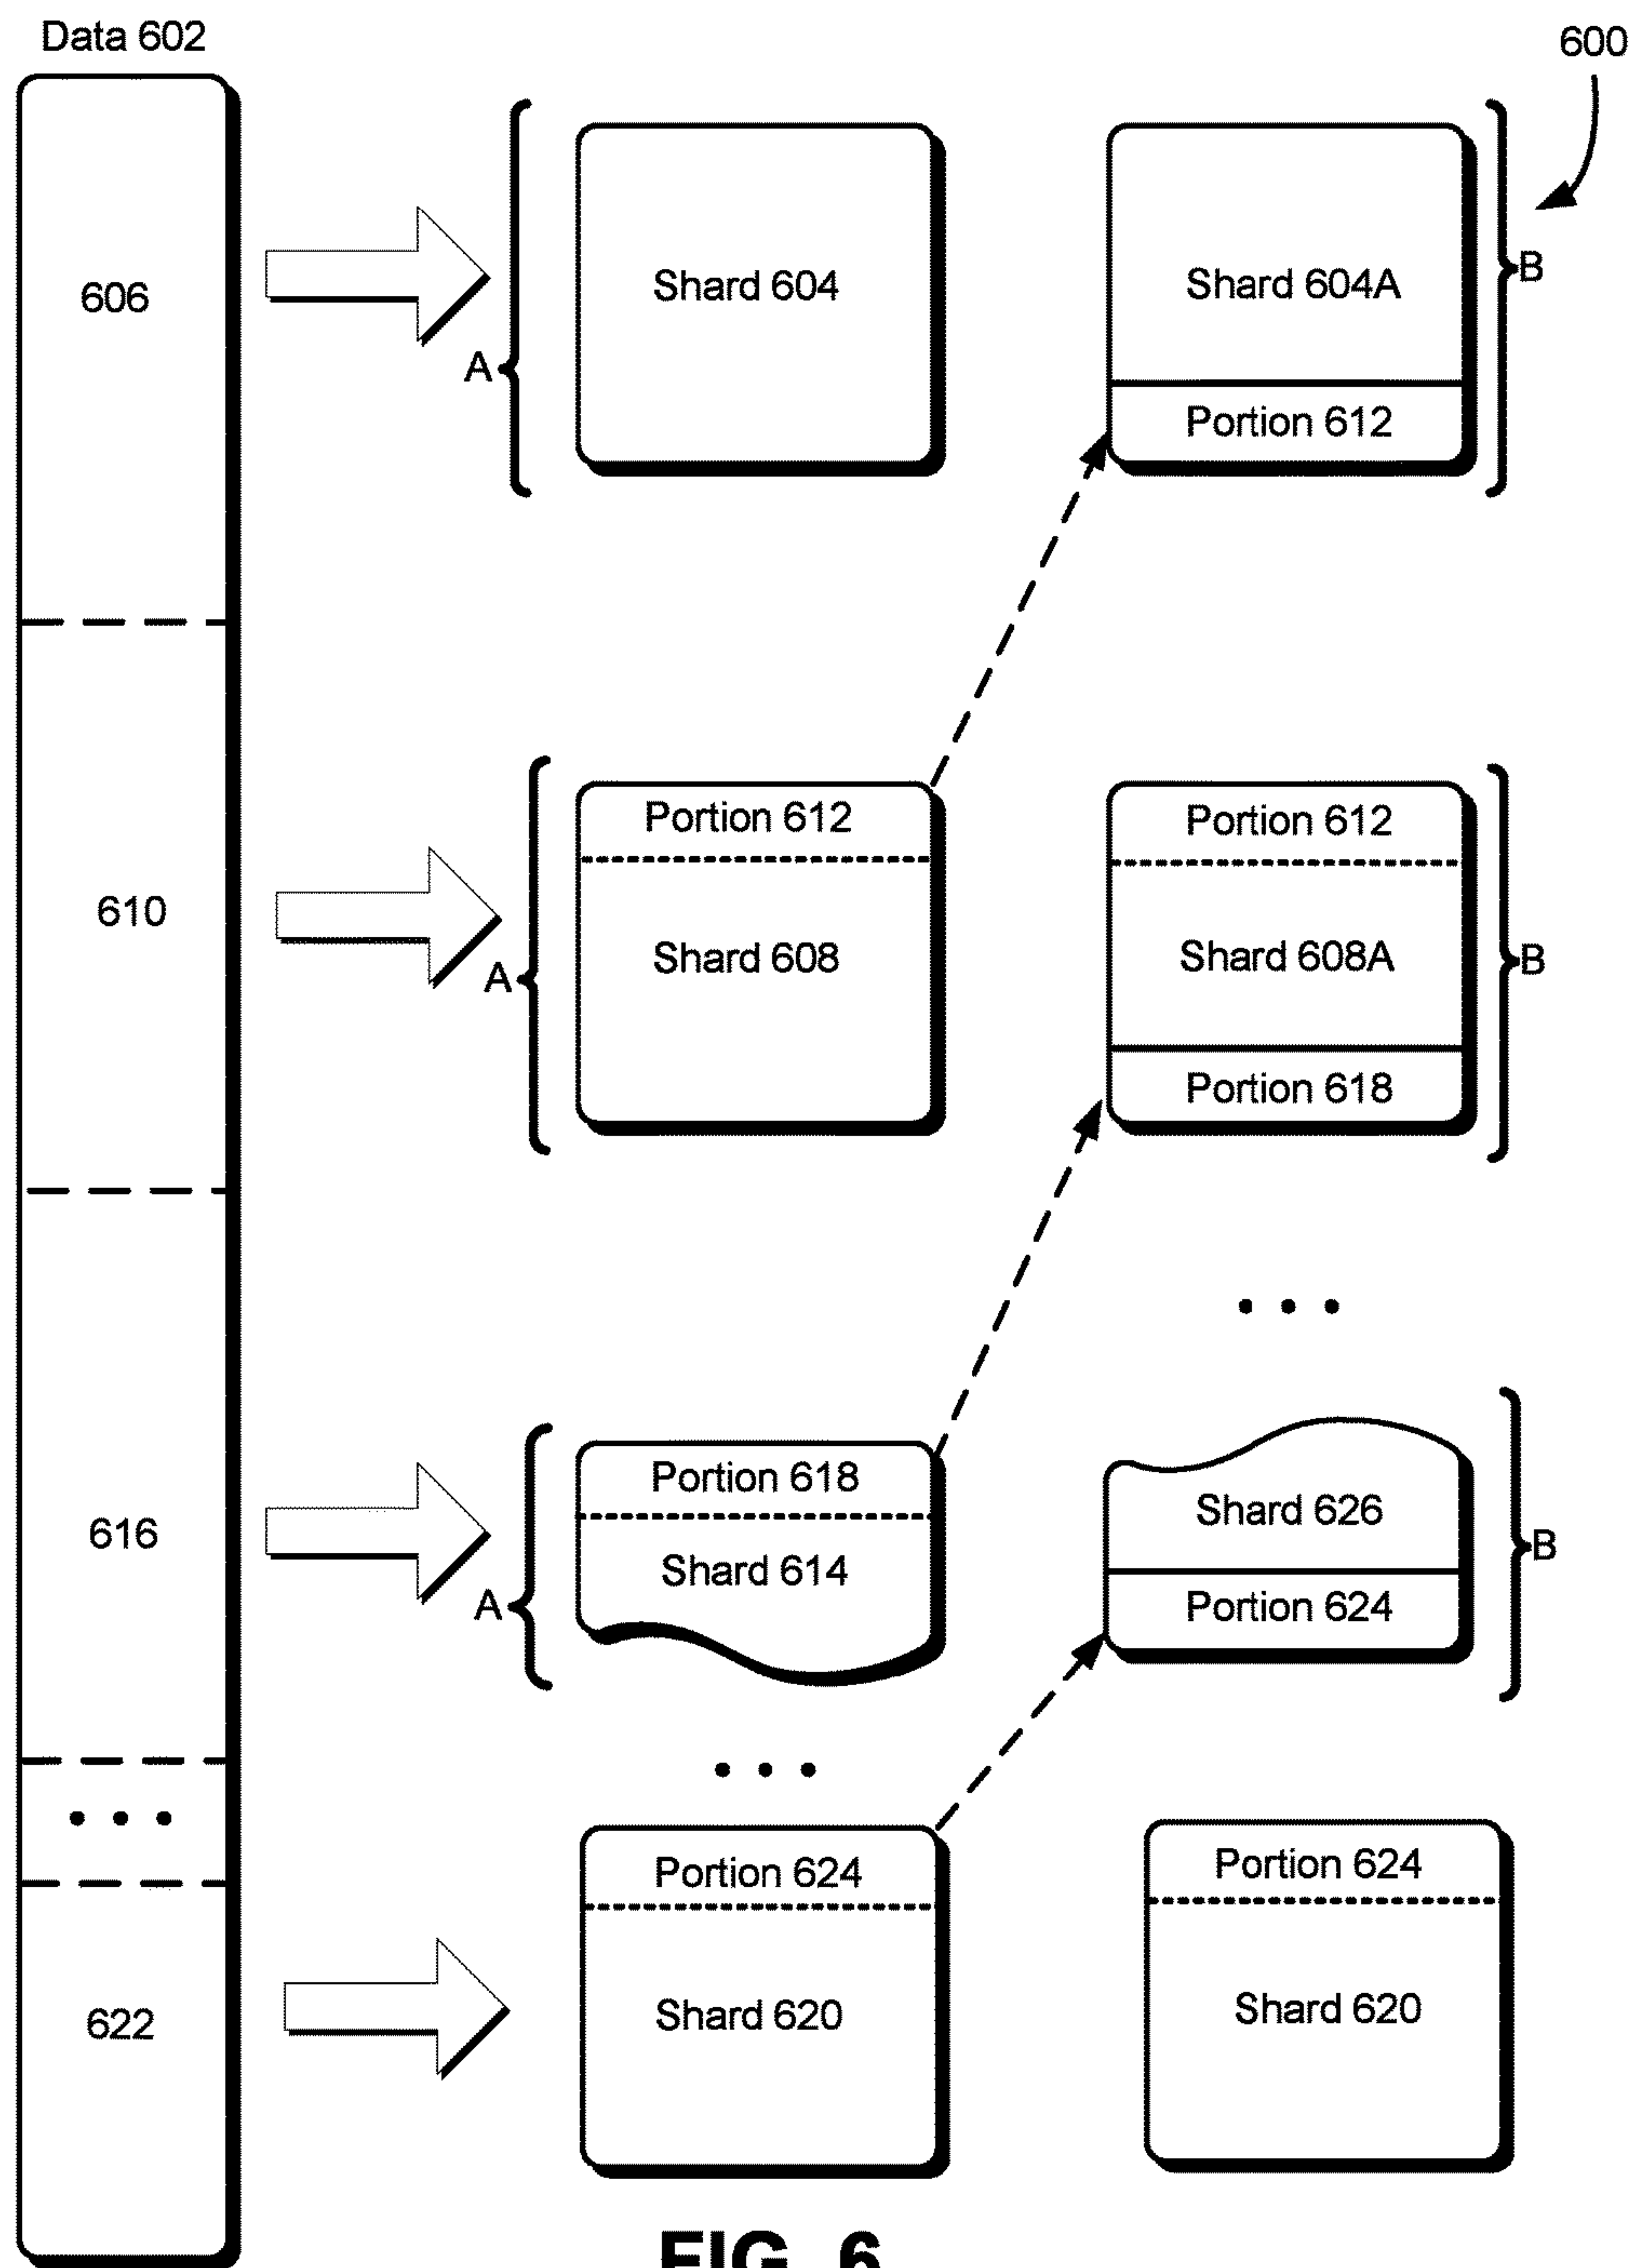 Data 602
600
606
A
Shard 604
Shard 604A
Portion 612
B
610
A
Portion 612
Shard 608
Portion 612
Shard 608A
Portion 618
B
• • •
616
A
Portion 618
Shard 614
Shard 626
Portion 624
B
• • •
• • •
622
Portion 624
Shard 620
Portion 624
Shard 620
FIG. 6